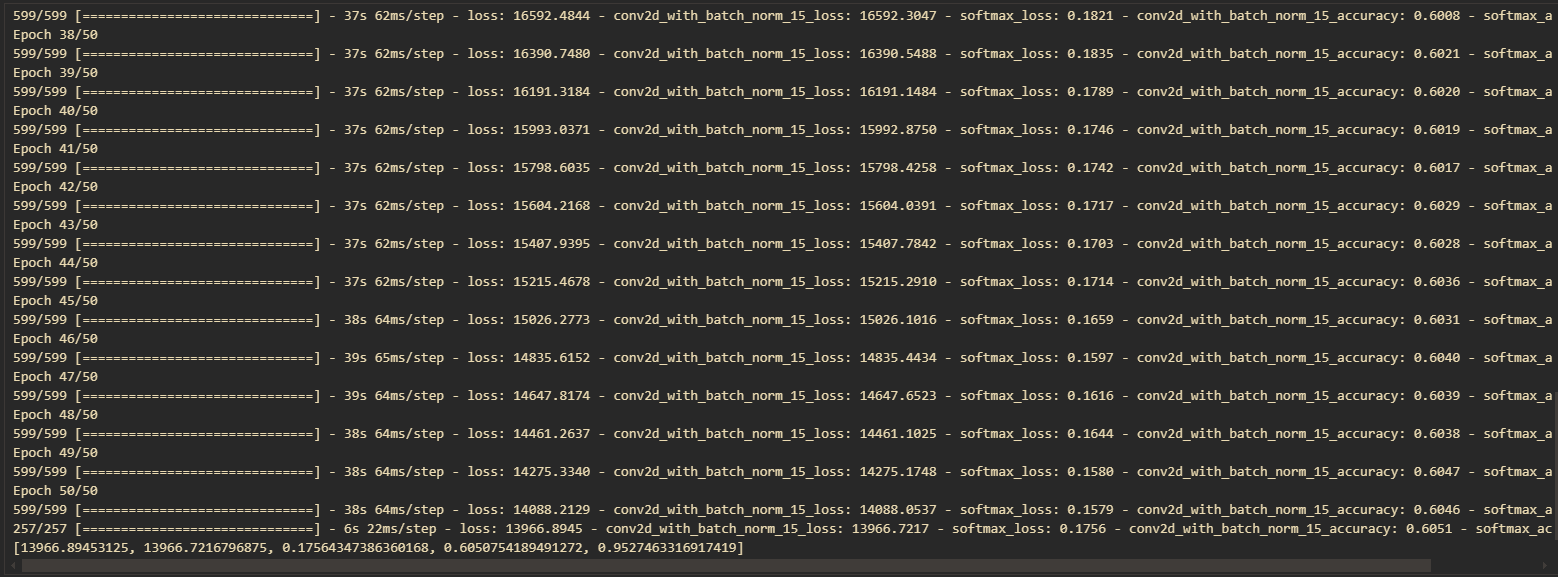 599/599 [==============================] - 37s 62ms/step - loss: 16592.4844 - conv2d_with_batch_norm_15_loss: 16592.3047 - softmax_loss: 0.1821 - conv2d_with_batch_norm_15_accuracy: 0.6008 - softmax_a
Epoch 38/50
599/599 [==============================] - 37s 62ms/step - loss: 16390.7480 - conv2d_with_batch_norm_15_loss: 16390.5488 - softmax_loss: 0.1835 - conv2d_with_batch_norm_15_accuracy: 0.6021 - softmax_a
Epoch 39/50
599/599 [==============================] - 37s 62ms/step - loss: 16191.3184 - conv2d_with_batch_norm_15_loss: 16191.1484 - softmax_loss: 0.1789 - conv2d_with_batch_norm_15_accuracy: 0.6020 - softmax_a
Epoch 40/50
599/599 [==============================] - 37s 62ms/step - loss: 15993.0371 - conv2d_with_batch_norm_15_loss: 15992.8750 - softmax_loss: 0.1746 - conv2d_with_batch_norm_15_accuracy: 0.6019 - softmax_a
Epoch 41/50
599/599 [==============================] - 37s 62ms/step - loss: 15798.6035 - conv2d_with_batch_norm_15_loss: 15798.4258 - softmax_loss: 0.1742 - conv2d_with_batch_norm_15_accuracy: 0.6017 - softmax_a
Epoch 42/50
599/599 [==============================] - 37s 62ms/step - loss: 15604.2168 - conv2d_with_batch_norm_15_loss: 15604.0391 - softmax_loss: 0.1717 - conv2d_with_batch_norm_15_accuracy: 0.6029 - softmax_a
Epoch 43/50
599/599 [==============================] - 37s 62ms/step - loss: 15407.9395 - conv2d_with_batch_norm_15_loss: 15407.7842 - softmax_loss: 0.1703 - conv2d_with_batch_norm_15_accuracy: 0.6028 - softmax_a
Epoch 44/50
599/599 [==============================] - 37s 62ms/step - loss: 15215.4678 - conv2d_with_batch_norm_15_loss: 15215.2910 - softmax_loss: 0.1714 - conv2d_with_batch_norm_15_accuracy: 0.6036 - softmax_a
Epoch 45/50
599/599 [==============================] - 38s 64ms/step - loss: 15026.2773 - conv2d_with_batch_norm_15_loss: 15026.1016 - softmax_loss: 0.1659 - conv2d_with_batch_norm_15_accuracy: 0.6031 - softmax_a
Epoch 46/50
599/599 [==============================] - 39s 65ms/step - loss: 14835.6152 - conv2d_with_batch_norm_15_loss: 14835.4434 - softmax_loss: 0.1597 - conv2d_with_batch_norm_15_accuracy: 0.6040 - softmax_a
Epoch 47/50
599/599 [==============================] - 39s 64ms/step - loss: 14647.8174 - conv2d_with_batch_norm_15_loss: 14647.6523 - softmax_loss: 0.1616 - conv2d_with_batch_norm_15_accuracy: 0.6039 - softmax_a
Epoch 48/50
599/599 [==============================] - 38s 64ms/step - loss: 14461.2637 - conv2d_with_batch_norm_15_loss: 14461.1025 - softmax_loss: 0.1644 - conv2d_with_batch_norm_15_accuracy: 0.6038 - softmax_a
Epoch 49/50
599/599 [==============================] - 38s 64ms/step - loss: 14275.3340 - conv2d_with_batch_norm_15_loss: 14275.1748 - softmax_loss: 0.1580 - conv2d_with_batch_norm_15_accuracy: 0.6047 - softmax_a
Epoch 50/50
599/599 [==============================] - 38s 64ms/step - loss: 14088.2129 - conv2d_with_batch_norm_15_loss: 14088.0537 - softmax_loss: 0.1579 - conv2d_with_batch_norm_15_accuracy: 0.6046 - softmax_a
257/257 [==============================] - 6s 22ms/step - loss: 13966.8945 - conv2d_with_batch_norm_15_loss: 13966.7217 - softmax_loss: 0.1756 - conv2d_with_batch_norm_15_accuracy: 0.6051 - softmax_ac
[13966.89453125, 13966.7216796875, 0.17564347386360168, 0.6050754189491272, 0.9527463316917419]